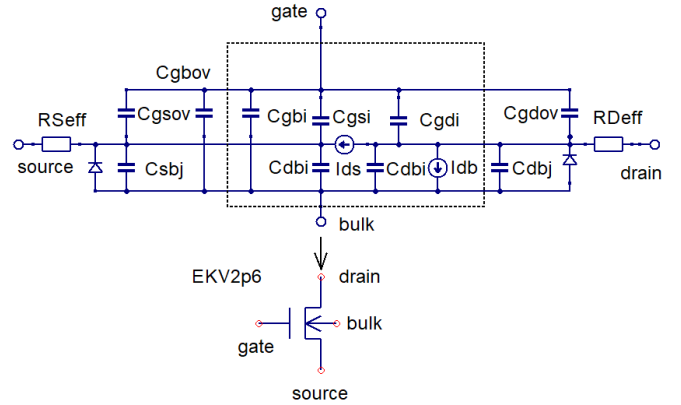 gate
Cgbov
RSeff
Cgsov
Cgbi
Cgsi
Cgdi
Cgdov
RDeff
source
Csbj
Cdbi
Ids
Cdbi
Idb
Cdbj
drain
bulk
EKV2p6
drain
bulk
gate
source